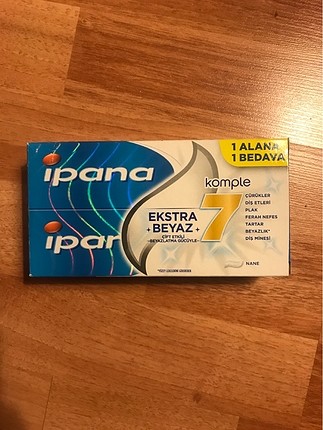 1 ALANA
1 BEDAVA
ipana
ipar
komple
7
EKSTRA
+ BEYAZ +
ÇİFT ETKİLİ
BEYAZLATMA GÜCÜYLE
ÇÜRÜKLER
DİŞ ETLERİ
PLAK
FERAH NEFES
TARTAR
BEYAZLIK*
DİŞ MİNESİ
NANE